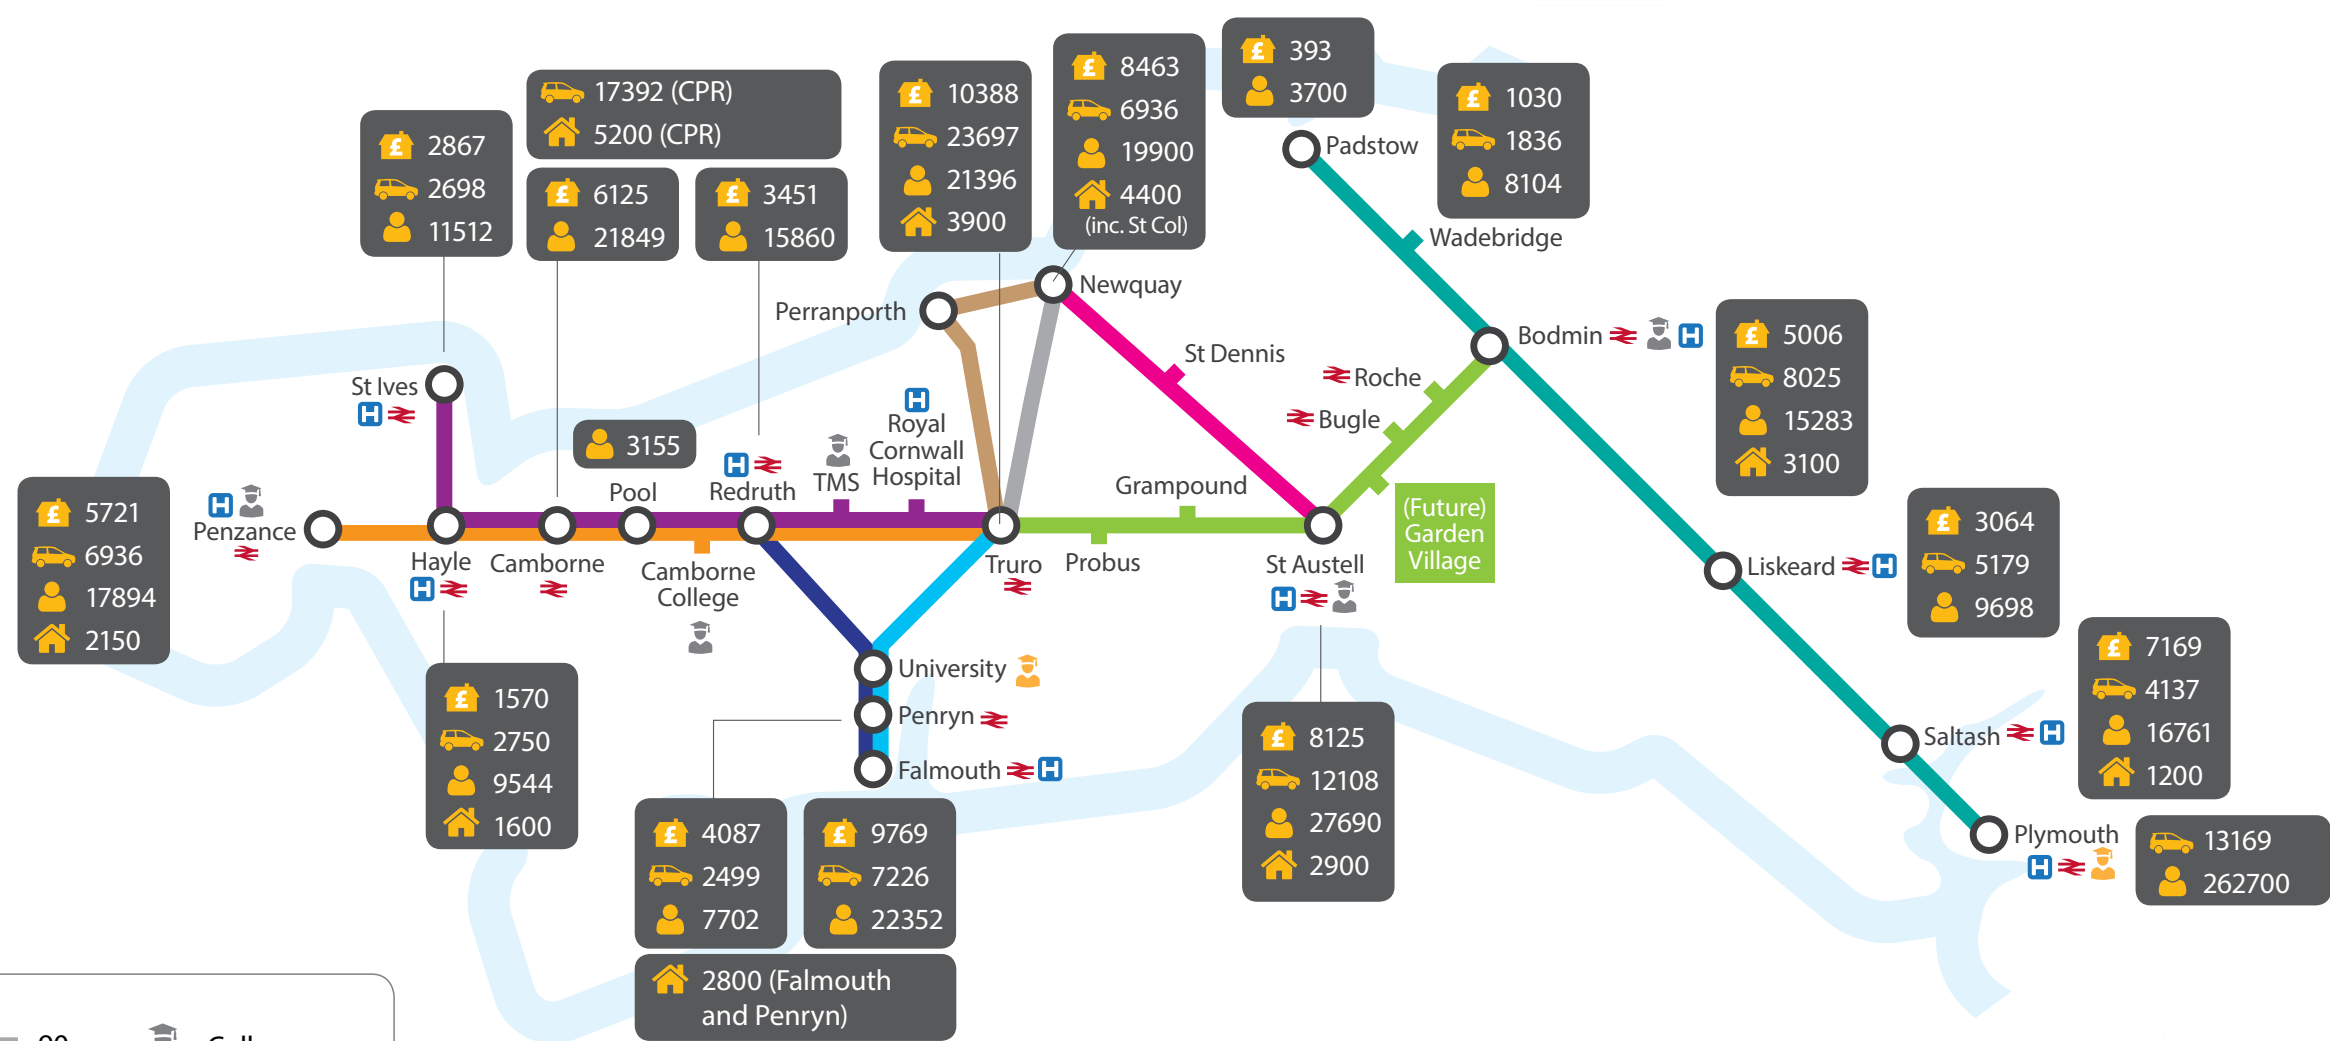 393
3700
8463
6936
19900
4400
(inc. St Col)
10388
23697
21396
3900
1030
1836
8104
17392 (CPR)
5200 (CPR)
2867
2698
11512
6125
21849
3451
15860
Padstow
Wadebridge
Newquay
Perranporth
Bodmin
5006
8025
15283
3100
St Dennis
Roche
Bugle
St Ives
H
H
Royal
Cornwall
Hospital
3155
H
TMS
Pool
Redruth
Grampound
5721
6936
17894
2150
H
Penzance
Hayle
H
Camborne
Camborne
College
Truro
Probus
St Austell
H
(Future)
Garden
Village
Liskeard H
3064
5179
9698
7169
4137
16761
1200
Saltash H
University
Penryn
Falmouth H
1570
2750
9544
1600
8125
12108
27690
2900
Plymouth
H
13169
262700
4087
2499
7702
9769
7226
22352
2800 (Falmouth
and Penryn)